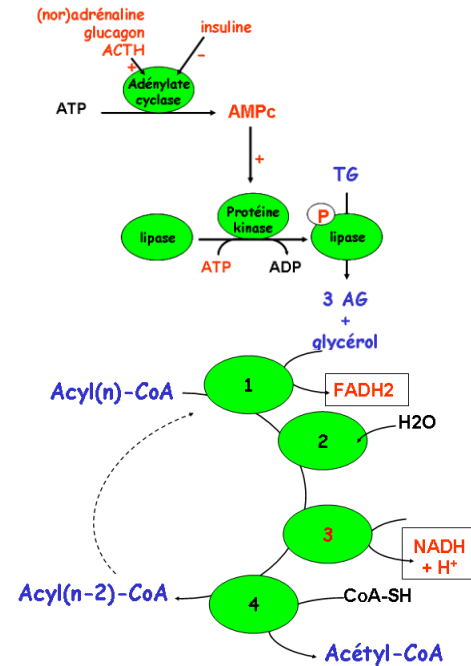 (nor)adrénaline
glucagon
ACTH
insuline
+
-
Adénylate
cyclase
ATP
AMPc
+
TG
Protéine
kinase
P
lipase
lipase
ATP
ADP
3 AG
+
glycérol
Acyl(n)-CoA
1
FADH2
2
H2O
3
NADH
+ H⁺
Acyl(n-2)-CoA
4
CoA-SH
Acétyl-CoA